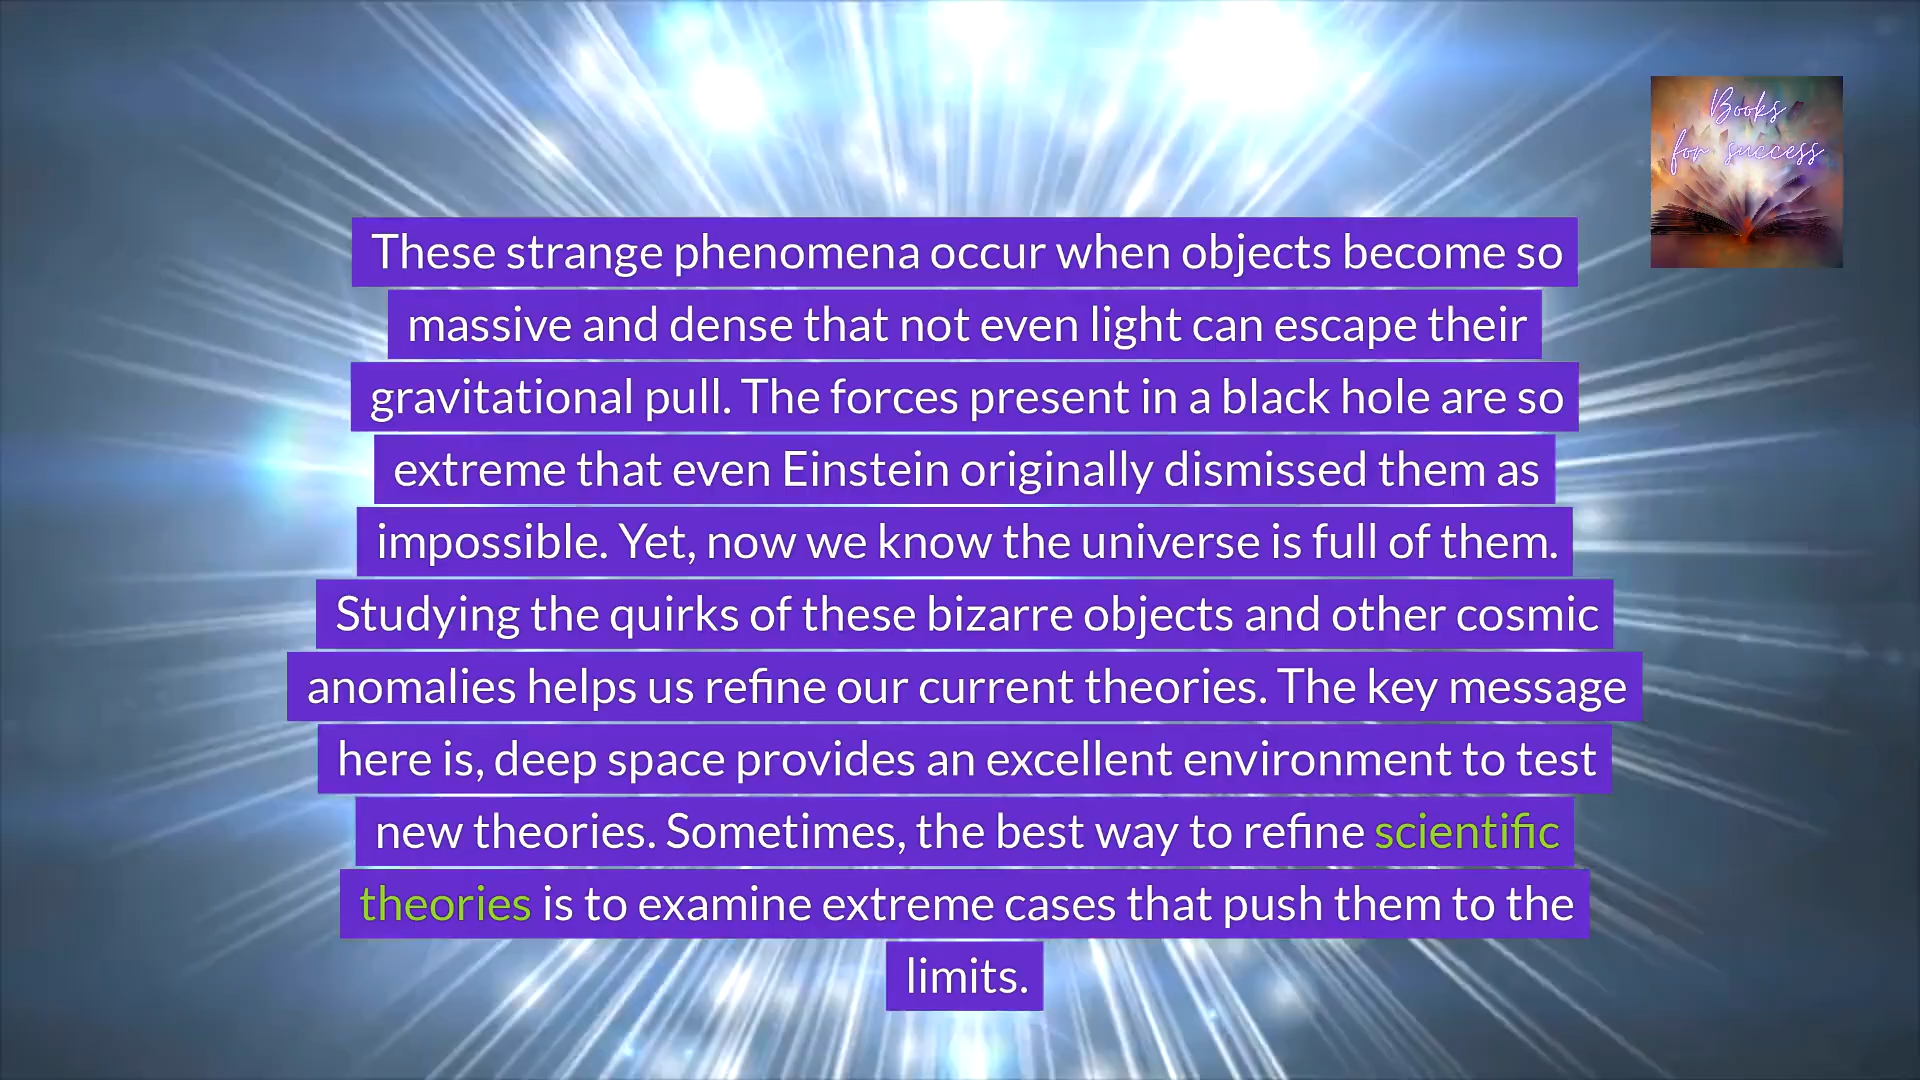 Books
for success
These strange phenomena occur when objects become so
massive and dense that not even light can escape their
gravitational pull. The forces present in a black hole are so
extreme that even Einstein originally dismissed them as
impossible. Yet, now we know the universe is full of them.
Studying the quirks of these bizarre objects and other cosmic
anomalies helps us refine our current theories. The key message
here is, deep space provides an excellent environment to test
new theories. Sometimes, the best way to refine scientific
theories is to examine extreme cases that push them to the
limits.